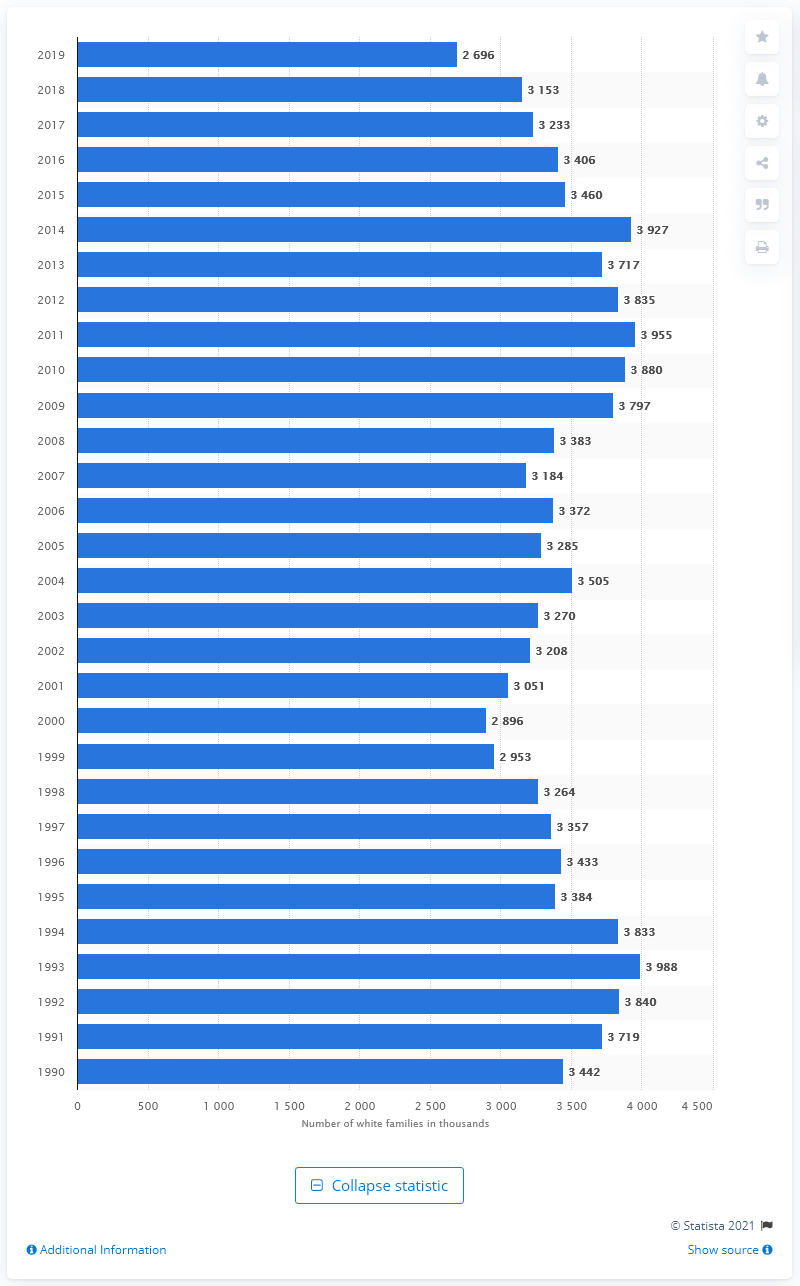 2019 2 696
2018 3 153
2017 3 233
2016 3 406
2015 3 460
2014 3 927
2013 3 717
2012 3 835
2011 3 955
2010 3 880
2009 3 797
2008 3 383
2007 3 184
2006 3 372
2005 3 285
2004 3 505
2003 3 270
2002 3 208
2001 3 051
2000 2 896
1999 2 953
1998 3 264
1997 3 357
1996 3 433
1995 3 384
1994 3 833
1993 3 988
1992 3 840
1991 3 719
1990 3 442
0 500 1 000 1 500 2 000 2 500 3 000 3 500 4 000 4 500
Number of white families in thousands
Collapse statistic
© Statista 2021
Additional Information Show source